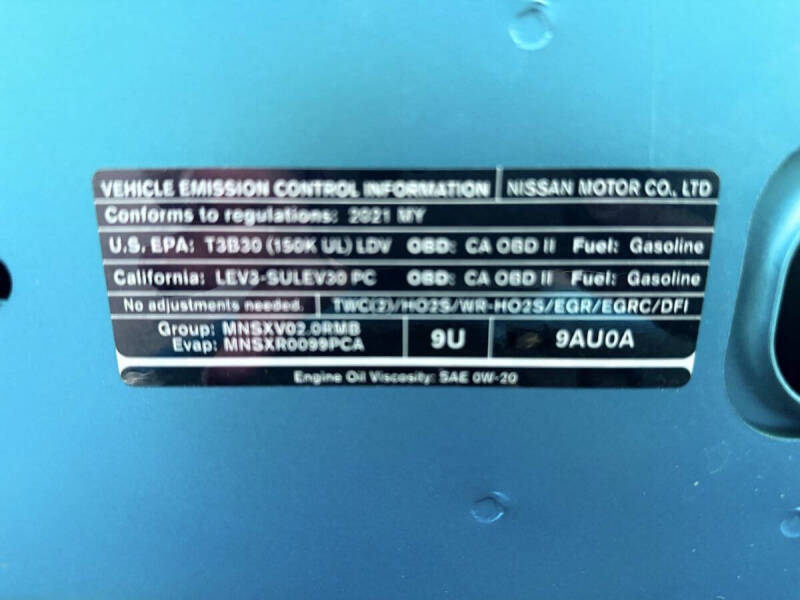 VEHICLE EMISSION CONTROL INFORMATION NISSAN MOTOR CO., LTD
Conforms to regulations: 2021 MY
U.S. EPA: T3B30 (150K UL) LDV OBD: CA OBD II Fuel: Gasoline
California: LEV3-SULEV30 PC OBD: CA OBD II Fuel: Gasoline
No adjustments needed. TWC(2)/HO2S/WR-HO2S/EGR/EGRC/DFI
Group: MNSXV02.0RMB
Evap: MNSXR0099PCA
9U
9AU0A
Engine Oil Viscosity: SAE 0W-20